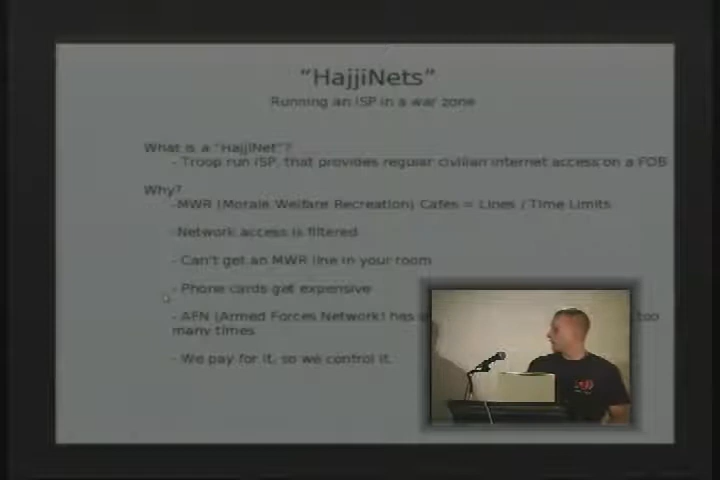 "HajjiNets"
Running an ISP in a war zone
What is a "HajjiNet"?
- Troop run ISP, that provides regular civilian internet access on a FOB
Why?
-MWR (Morale Welfare Recreation) Cafes = Lines / Time Limits
-Network access is filtered
- Can't get an MWR line in your room
- Phone cards get expensive
- AFN (Armed Forces Network) has too
many times
- We pay for it, so we control it.